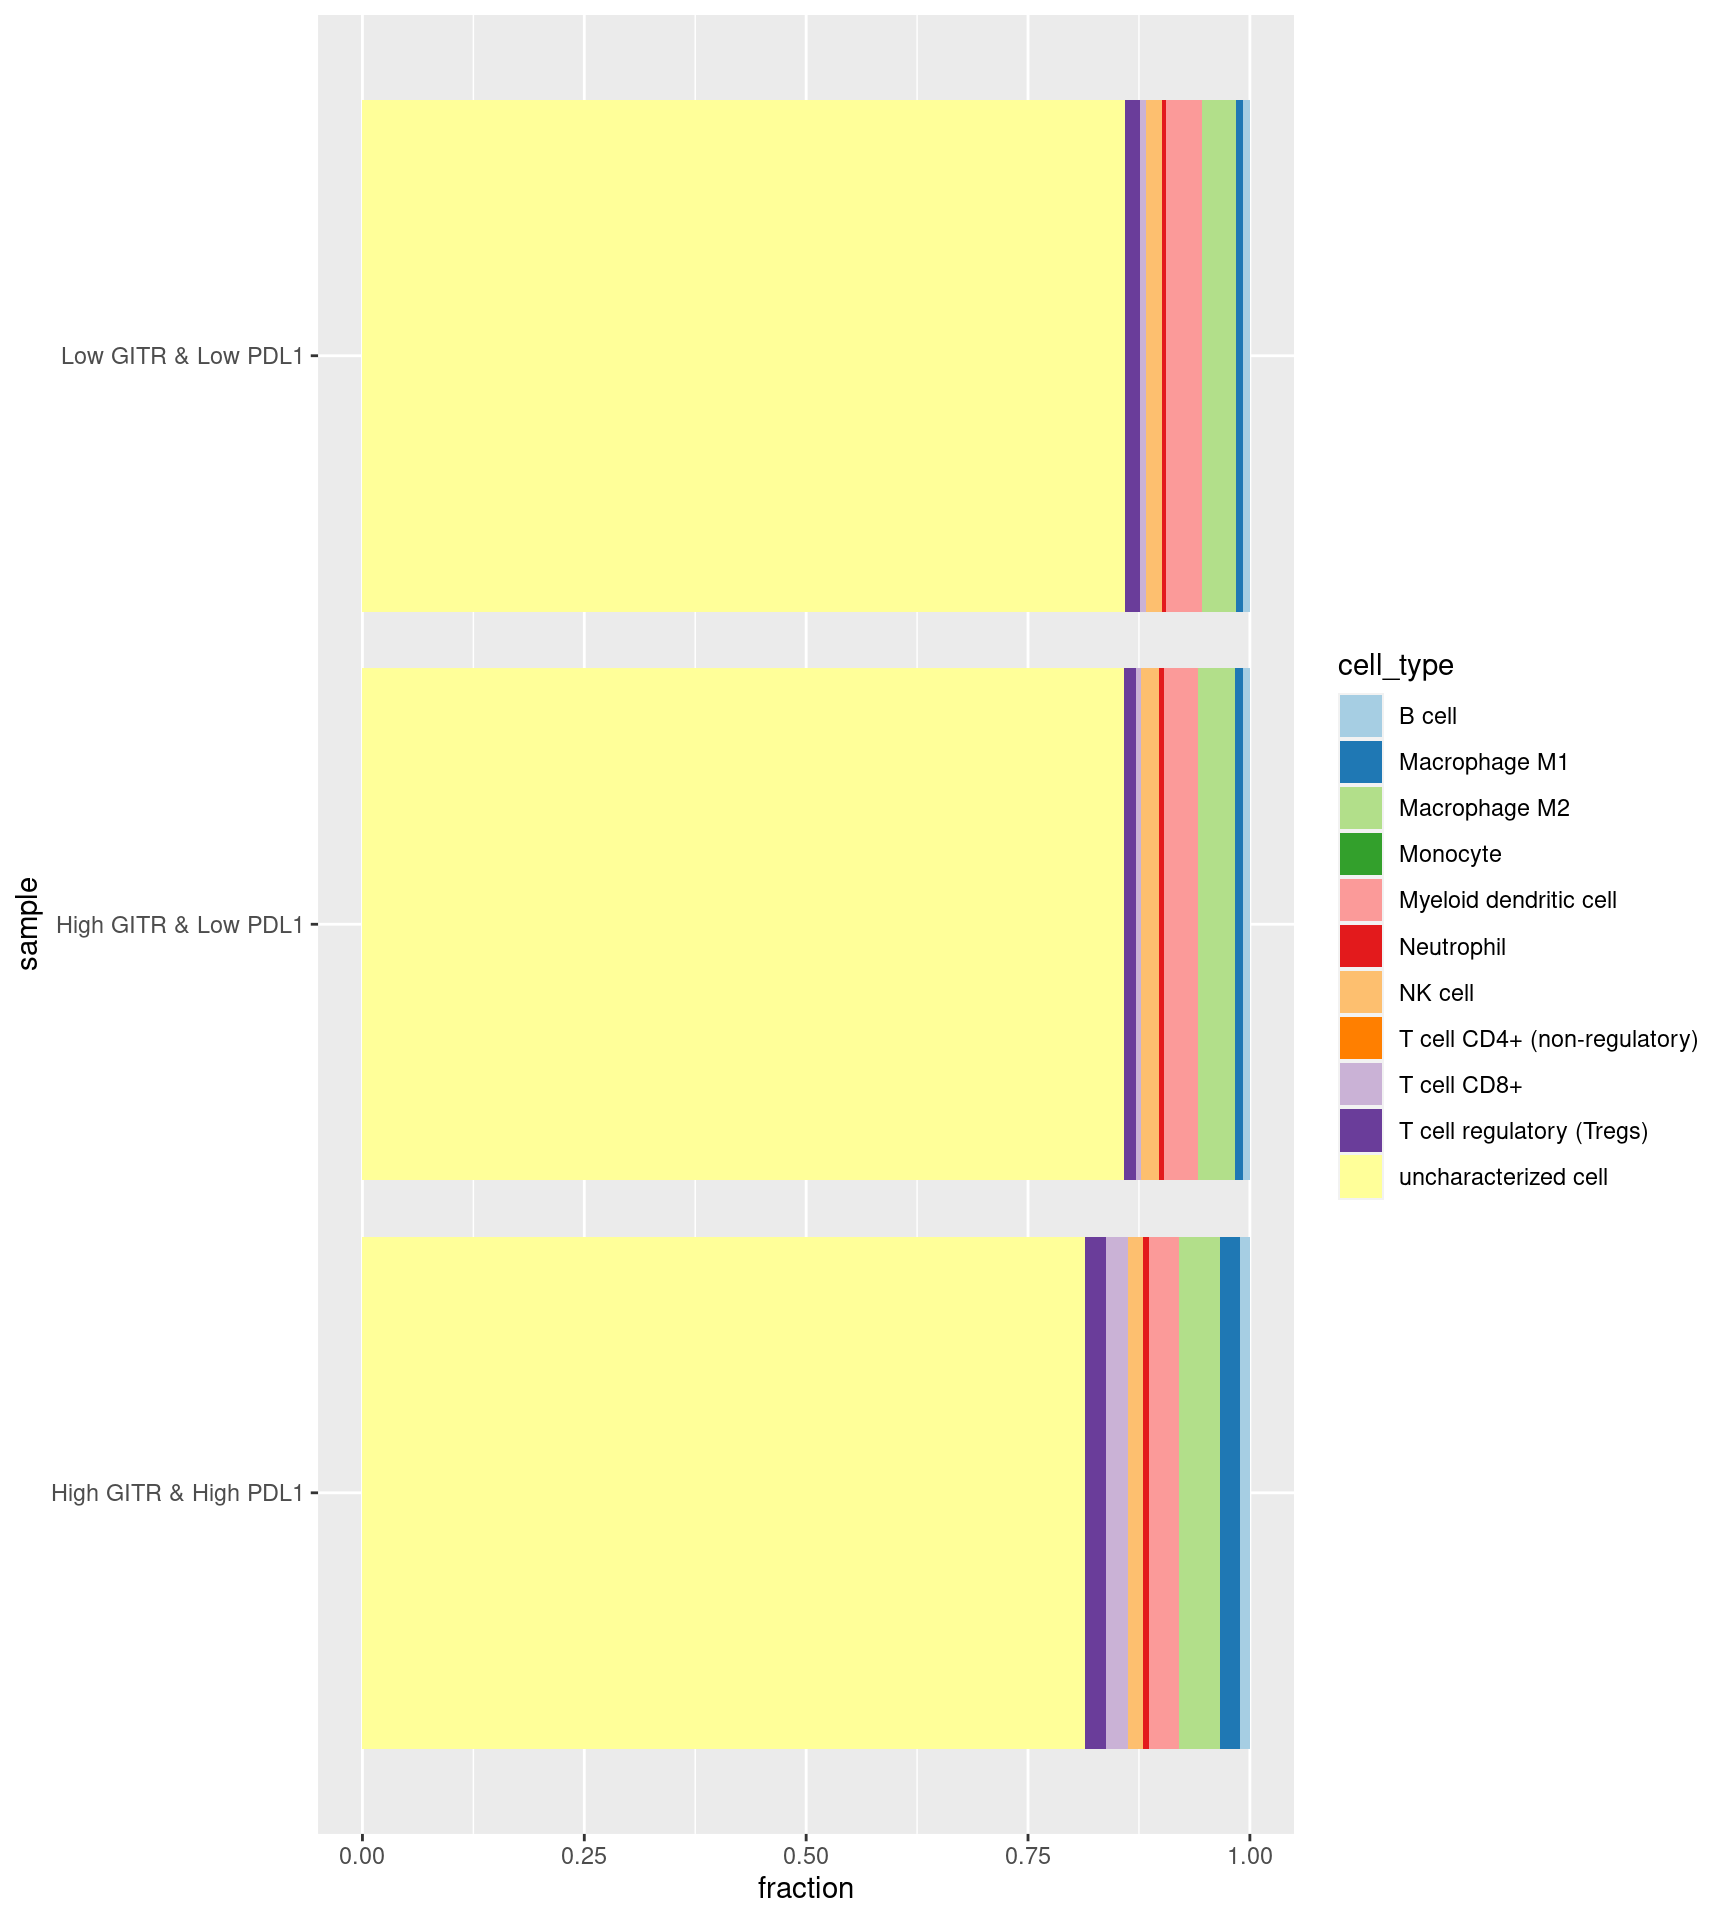 Low GITR & Low PDL1
High GITR & Low PDL1
High GITR & High PDL1
sample
0.00 0.25 0.50 0.75 1.00
fraction
cell_type
B cell
Macrophage M1
Macrophage M2
Monocyte
Myeloid dendritic cell
Neutrophil
NK cell
T cell CD4+ (non-regulatory)
T cell CD8+
T cell regulatory (Tregs)
uncharacterized cell